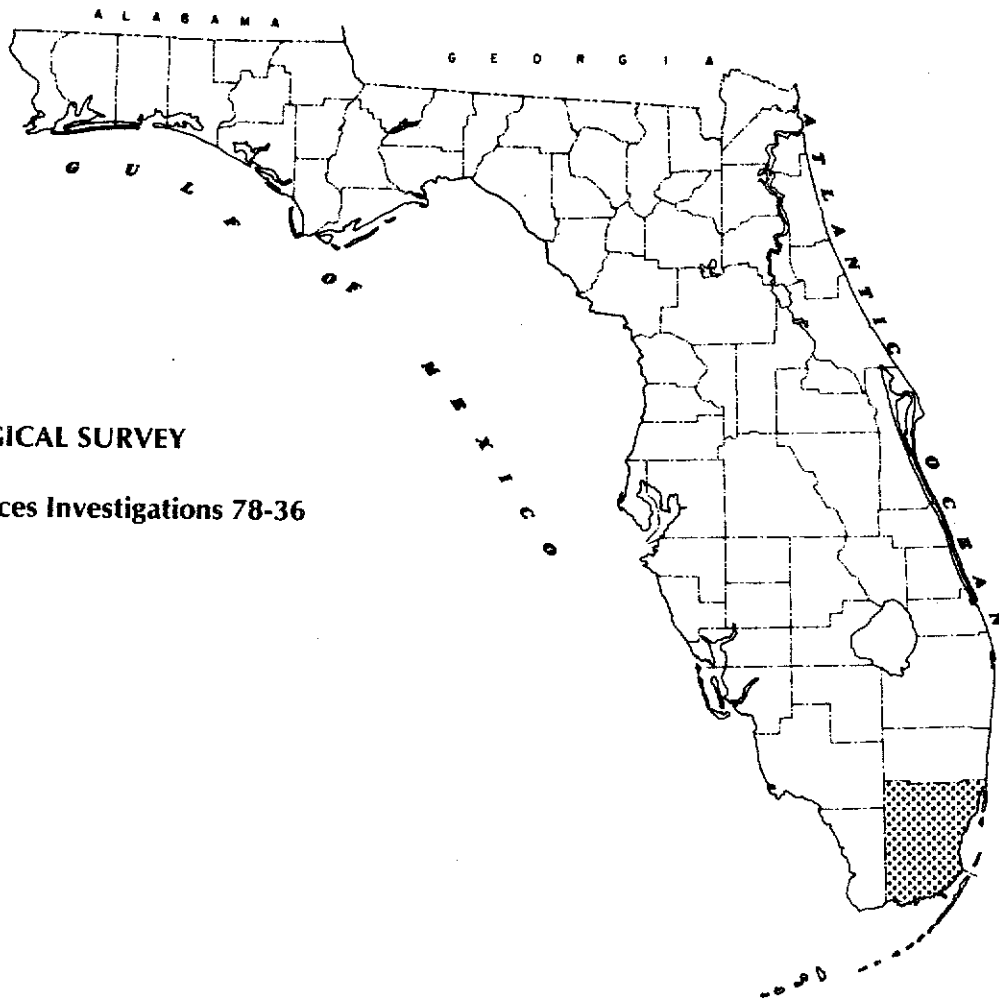 ALABAMA
GEORGIA
ATLANTIC OCEAN
GULF OF MEXICO
GICAL SURVEY
ces Investigations 78-36